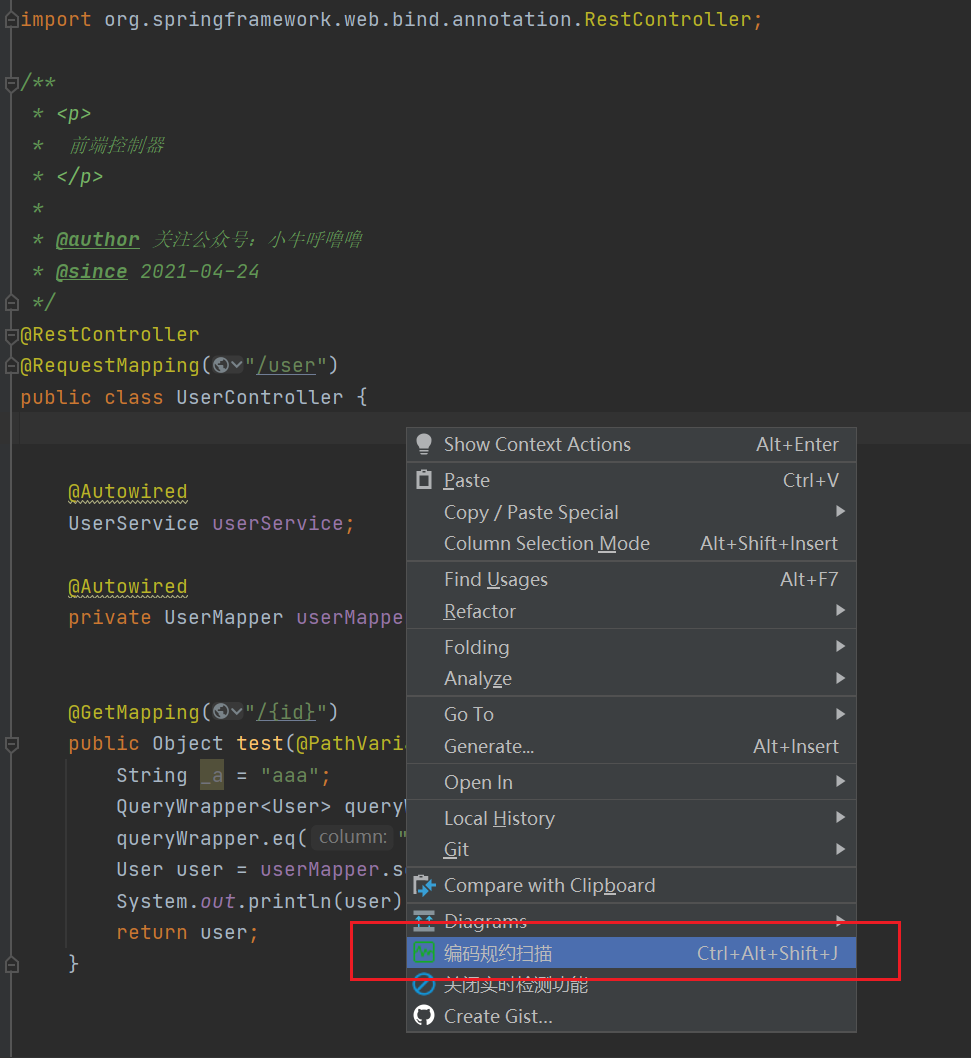 import org.springframework.web.bind.annotation.RestController;
/**
* <p>
* 前端控制器
* </p>
*
* @author 关注公众号：小牛呼噜噜
* @since 2021-04-24
*/
@RestController
@RequestMapping("/user")
public class UserController {
@Autowired
UserService userService;
@Autowired
private UserMapper userMappe
@GetMapping("/{id}")
public Object test(@PathVari
String _a = "aaa";
QueryWrapper<User> query
queryWrapper.eq( column: "
User user = userMapper.s
System.out.println(user)
return user;
}
Show Context Actions Alt+Enter
Paste Ctrl+V
Copy / Paste Special
Column Selection Mode Alt+Shift+Insert
Find Usages Alt+F7
Refactor
Folding
Analyze
Go To
Generate... Alt+Insert
Open In
Local History
Git
Compare with Clipboard
Diagrams
编码规约扫描 Ctrl+Alt+Shift+J
关闭实时检测功能
Create Gist...